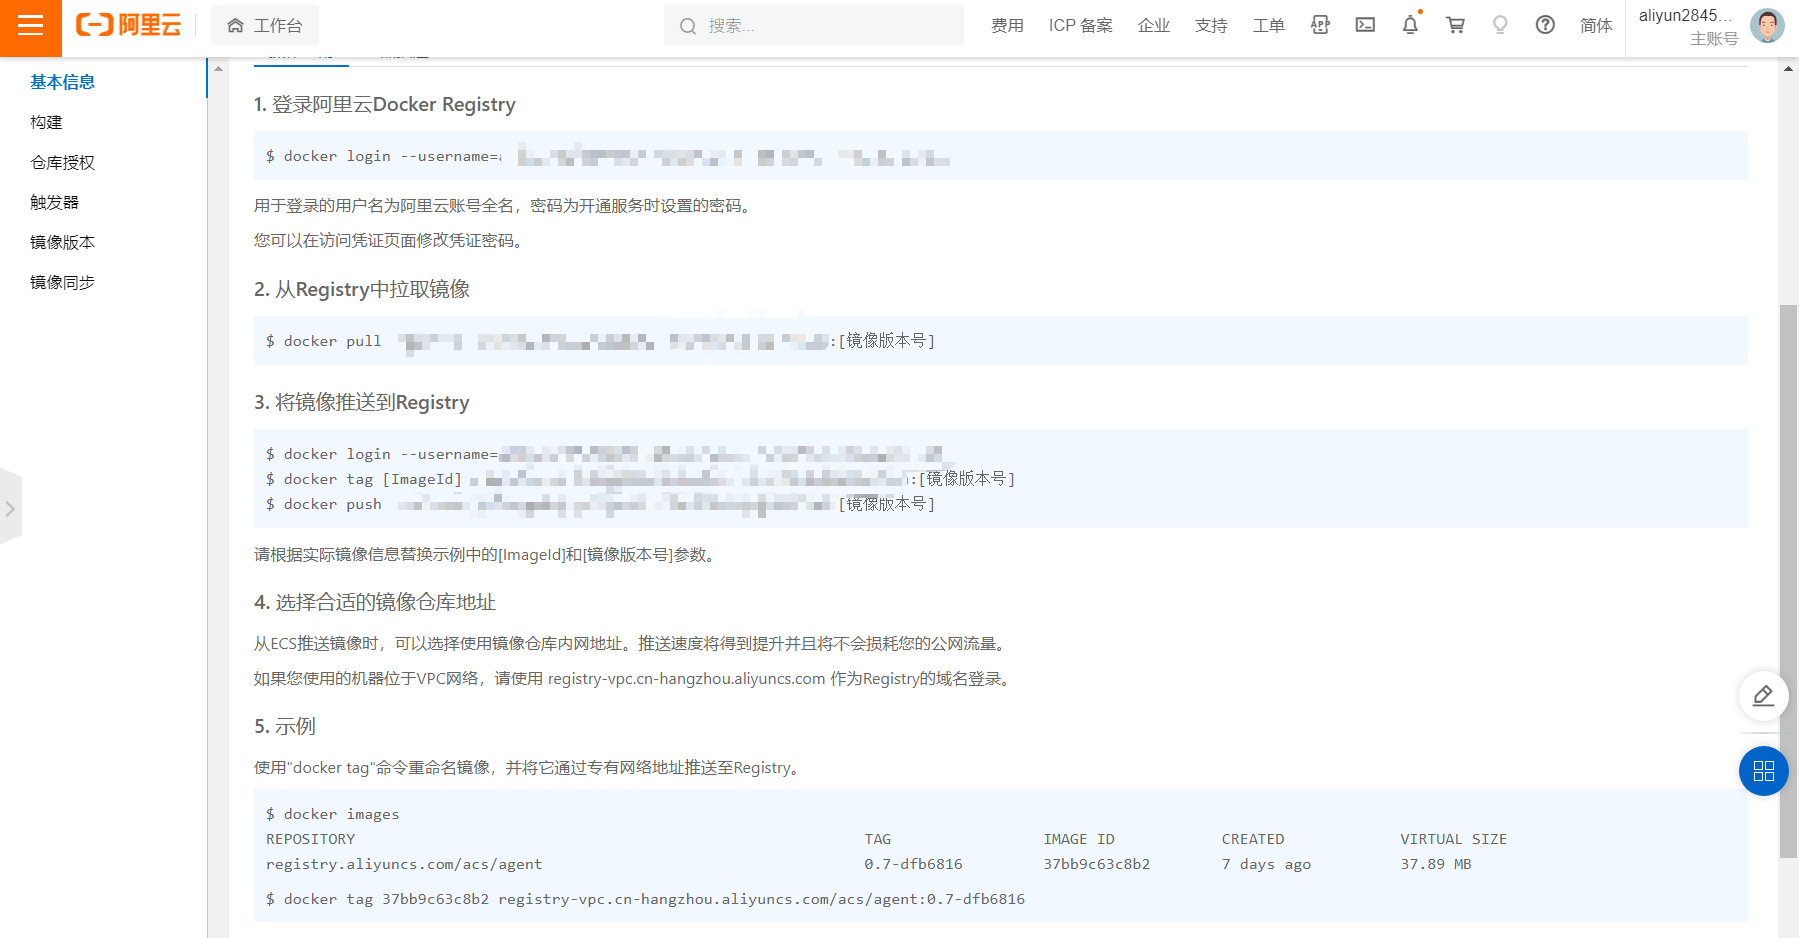 阿里云
工作台
搜索...
费用
ICP 备案
企业
支持
工单
简体
aliyun2845...
主账号
基本信息
构建
仓库授权
触发器
镜像版本
镜像同步
1. 登录阿里云Docker Registry
$ docker login --username=
用于登录的用户名为阿里云账号全名，密码为开通服务时设置的密码。
您可以在访问凭证页面修改凭证密码。
2. 从Registry中拉取镜像
$ docker pull :[镜像版本号]
3. 将镜像推送到Registry
$ docker login --username=
$ docker tag [ImageId] :[镜像版本号]
$ docker push [镜像版本号]
请根据实际镜像信息替换示例中的[ImageId]和[镜像版本号]参数。
4. 选择合适的镜像仓库地址
从ECS推送镜像时，可以选择使用镜像仓库内网地址。推送速度将得到提升并且将不会损耗您的公网流量。
如果您使用的机器位于VPC网络，请使用 registry-vpc.cn-hangzhou.aliyuncs.com 作为Registry的域名登录。
5. 示例
使用"docker tag"命令重命名镜像，并将它通过专有网络地址推送至Registry。
$ docker images
REPOSITORY TAG IMAGE ID CREATED VIRTUAL SIZE
registry.aliyuncs.com/acs/agent 0.7-dfb6816 37bb9c63c8b2 7 days ago 37.89 MB
$ docker tag 37bb9c63c8b2 registry-vpc.cn-hangzhou.aliyuncs.com/acs/agent:0.7-dfb6816